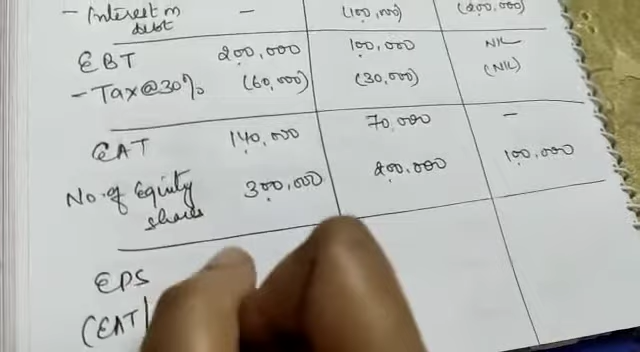 - Interest on - (100,000) (200,000)
debt
EBT 200,000 100,000 NIL
- Tax@30% (60,000) (30,000) (NIL)
EAT 140,000 70,000 -
No. of Equity 300,000 200,000 100,000
shares
EPS
(EAT/